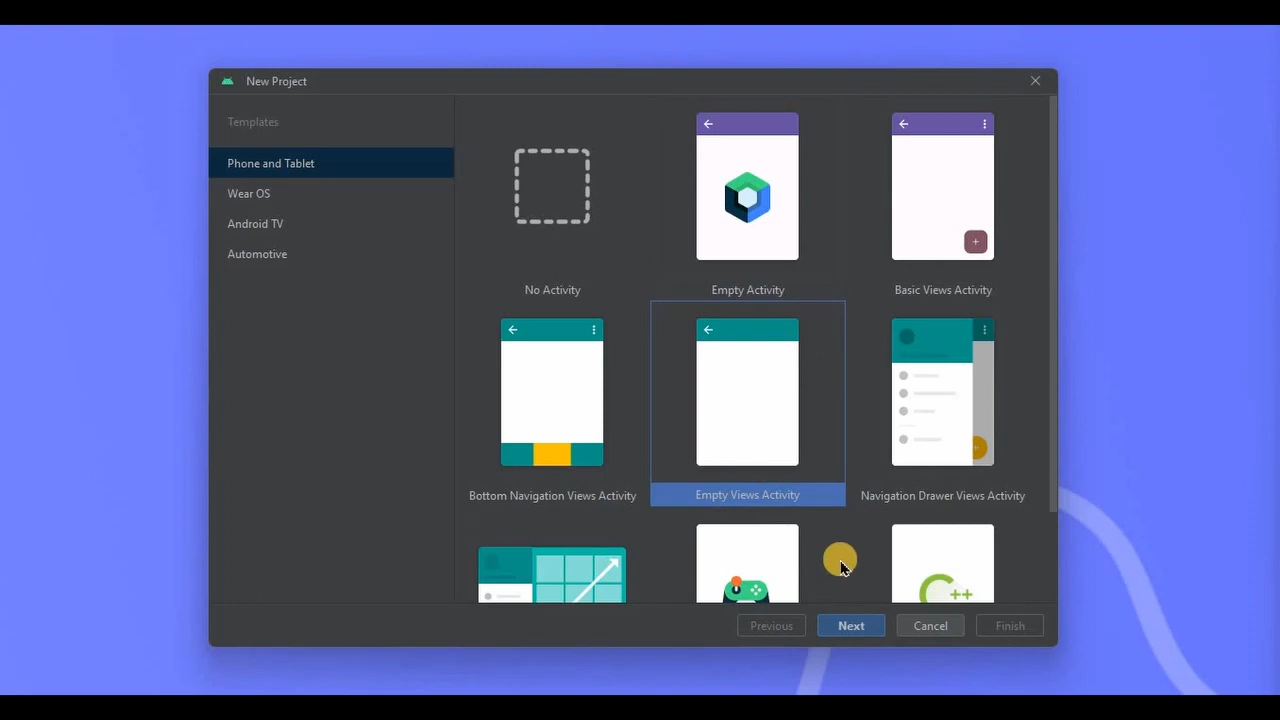 New Project
Templates
Phone and Tablet
Wear OS
Android TV
Automotive
No Activity
Empty Activity
Basic Views Activity
Bottom Navigation Views Activity
Empty Views Activity
Navigation Drawer Views Activity
++
Previous
Next
Cancel
Finish